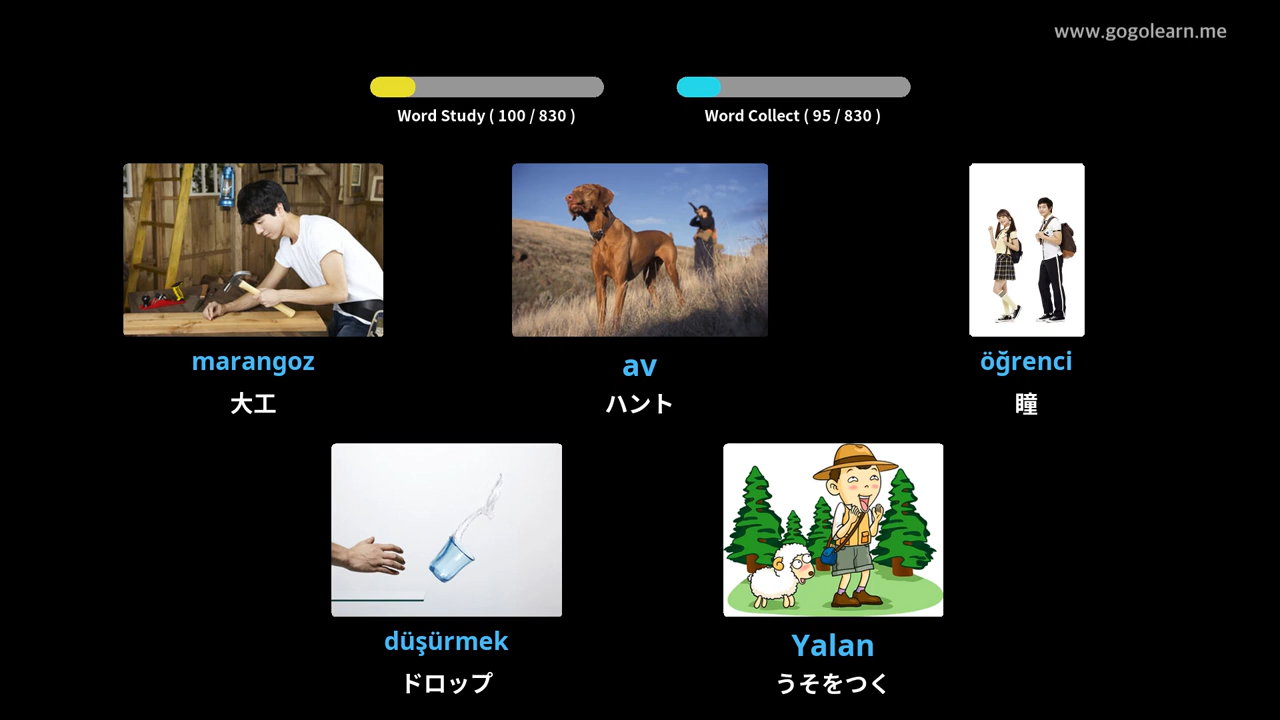 www.gogolearn.me
Word Study ( 100 / 830 )
Word Collect ( 95 / 830 )
marangoz
av
öğrenci
大工
ハント
瞳
düşürmek
Yalan
ドロップ
うそをつく